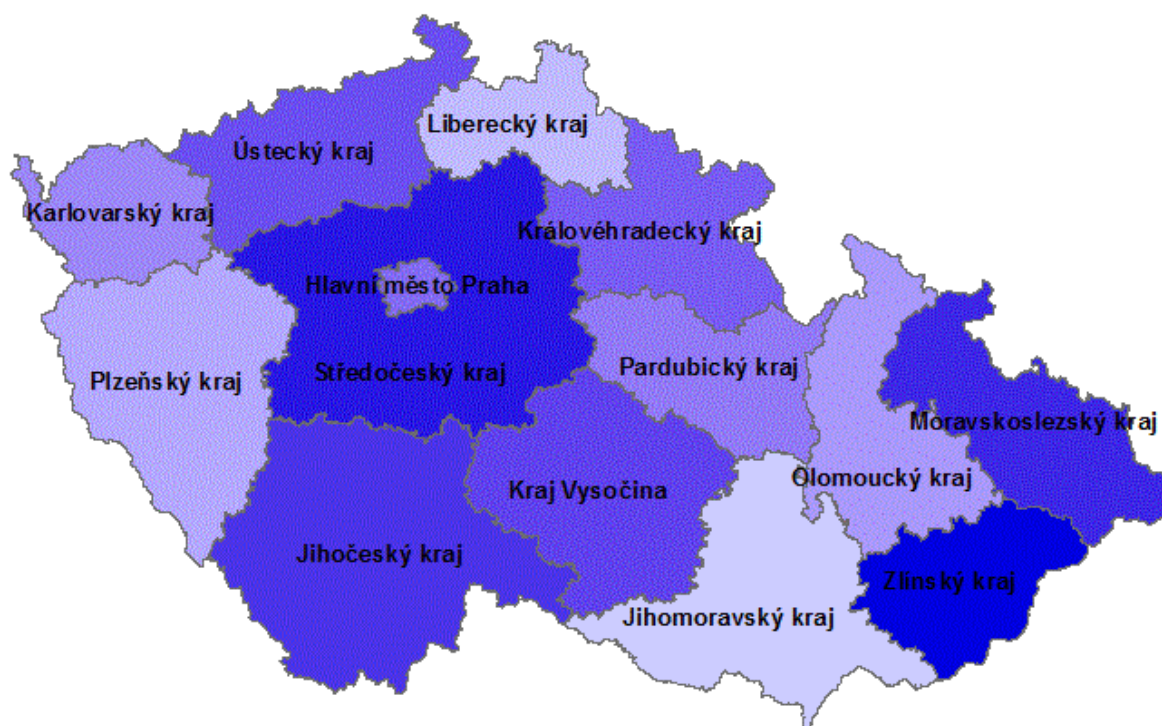 Liberecký kraj
Ústecký kraj
Karlovarský kraj
Královéhradecký kraj
Hlavní město Praha
Pardubický kraj
Středočeský kraj
Plzeňský kraj
Moravskoslezský kraj
Olomoucký kraj
Kraj Vysočina
Jihočeský kraj
Zlínský kraj
Jihomoravský kraj